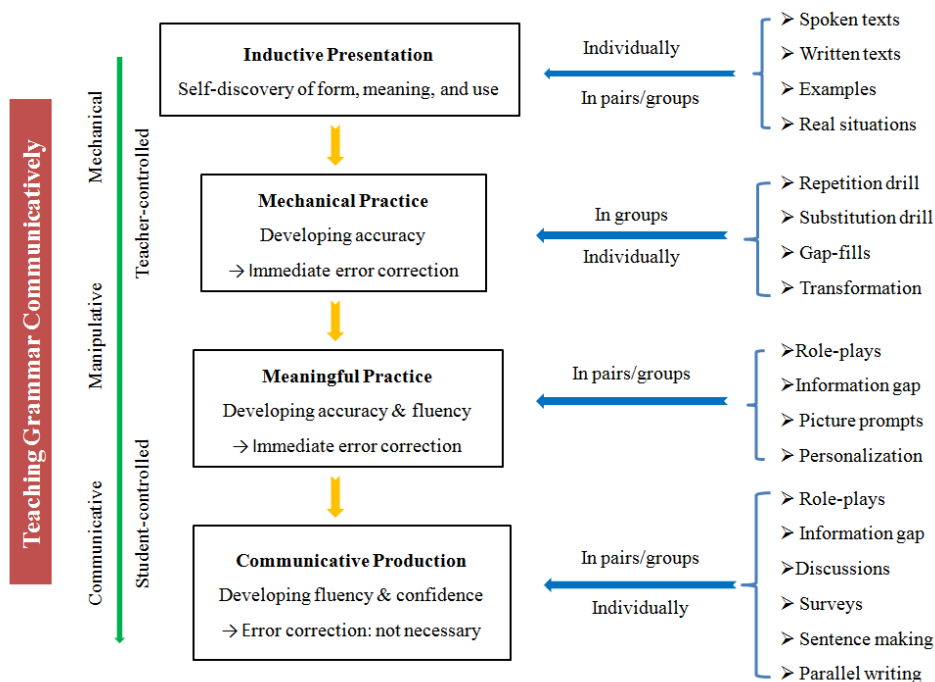 Teaching Grammar Communicatively
Mechanical
Manipulative
Communicative
Teacher-controlled
Student-controlled
Inductive Presentation
Self-discovery of form, meaning, and use
Individually
In pairs/groups
➢ Spoken texts
➢ Written texts
➢ Examples
➢ Real situations
Mechanical Practice
Developing accuracy
→ Immediate error correction
In groups
Individually
➢ Repetition drill
➢ Substitution drill
➢ Gap-fills
➢ Transformation
Meaningful Practice
Developing accuracy & fluency
→ Immediate error correction
In pairs/groups
➢Role-plays
➢Information gap
➢ Picture prompts
➢ Personalization
Communicative Production
Developing fluency & confidence
→ Error correction: not necessary
In pairs/groups
Individually
➢ Role-plays
➢ Information gap
➢Discussions
➢ Surveys
➢ Sentence making
➢ Parallel writing